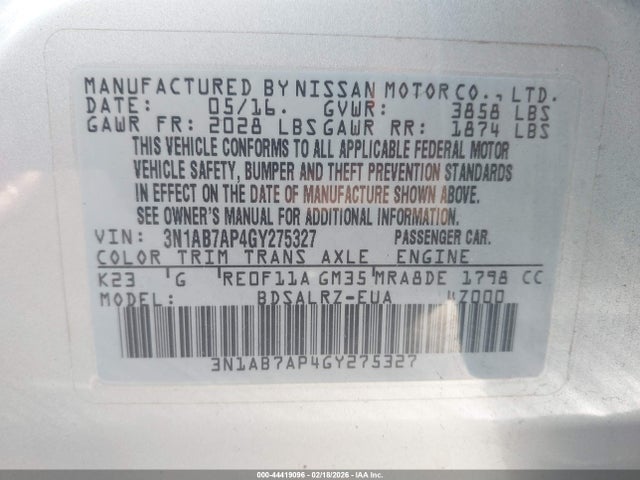 MANUFACTURED BY NISSAN MOTOR CO., LTD.
DATE: 05/16. GVWR: 3858 LBS
GAWR FR: 2028 LBS GAWR RR: 1874 LBS
THIS VEHICLE CONFORMS TO ALL APPLICABLE FEDERAL MOTOR
VEHICLE SAFETY, BUMPER AND THEFT PREVENTION STANDARDS
IN EFFECT ON THE DATE OF MANUFACTURE SHOWN ABOVE.
SEE OWNER'S MANUAL FOR ADDITIONAL INFORMATION.
VIN: 3N1AB7AP4GY275327 PASSENGER CAR.
COLOR TRIM TRANS AXLE ENGINE
K23 G RE0F11A GM35 MRA8DE 1798 CC
MODEL: BDSALRZ-EUA 4Z000
3N1AB7AP4GY275327
000-44419096 - 02/18/2026 - IAA, Inc.